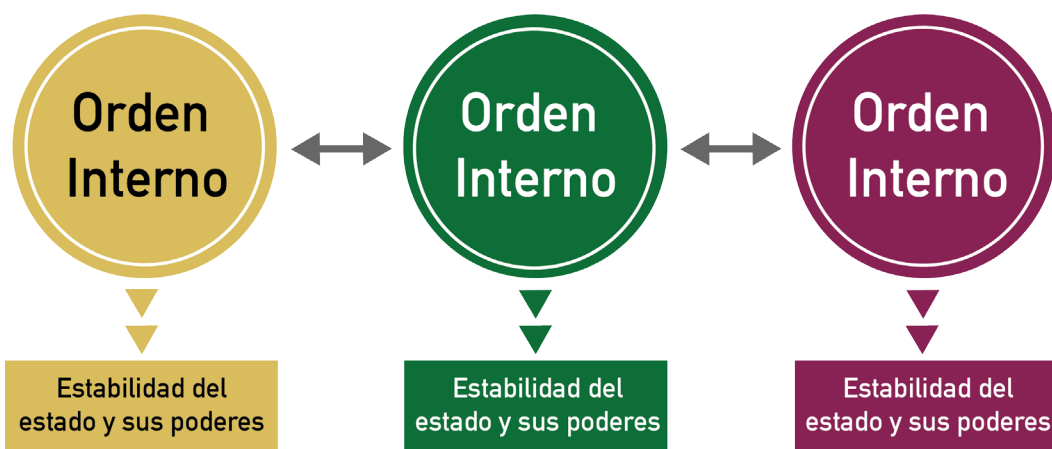 Orden
Interno
Orden
Interno
Orden
Interno
Estabilidad del
estado y sus poderes
Estabilidad del
estado y sus poderes
Estabilidad del
estado y sus poderes